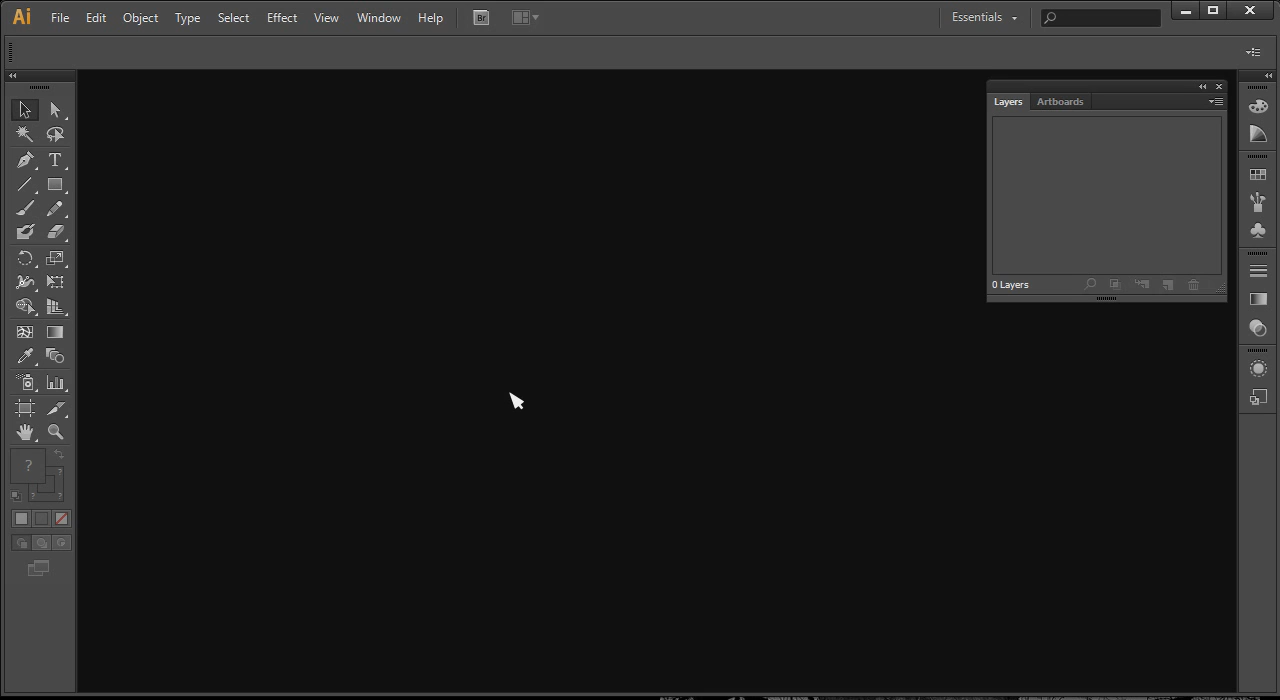 Ai File Edit Object Type Select Effect View Window Help Br Essentials
Layers Artboards
T
0 Layers
?
?
? ?